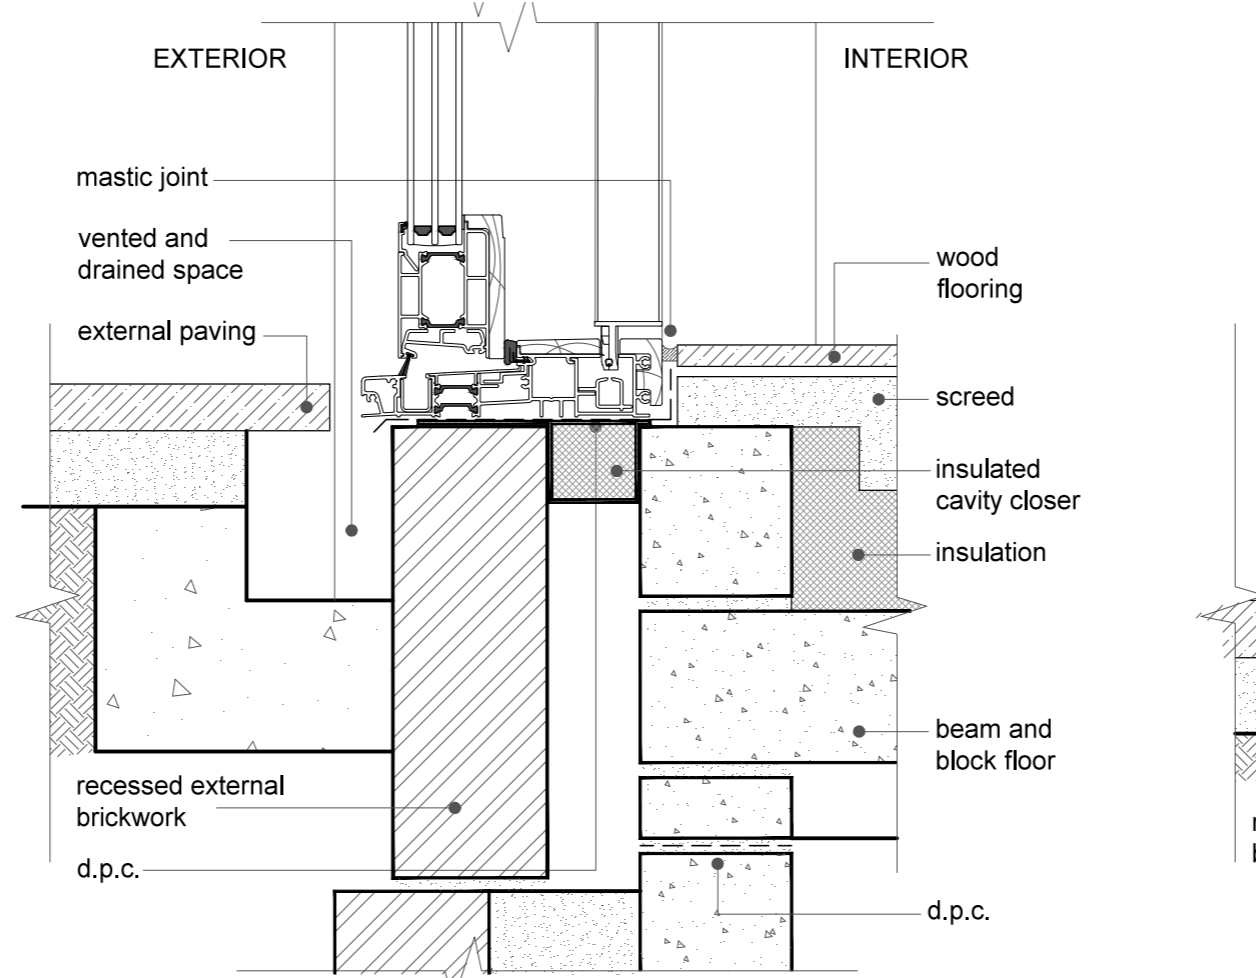 EXTERIOR
INTERIOR
mastic joint
vented and
drained space
external paving
recessed external
brickwork
d.p.c.
wood
flooring
screed
insulated
cavity closer
insulation
beam and
block floor
d.p.c.